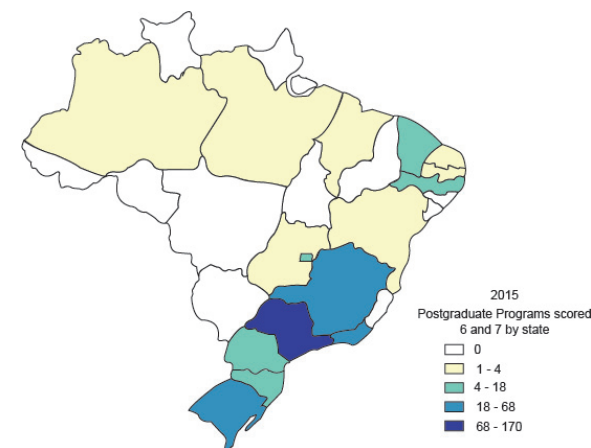 2015
Postgraduate Programs scored
6 and 7 by state
0
1 - 4
4 - 18
18 - 68
68 - 170